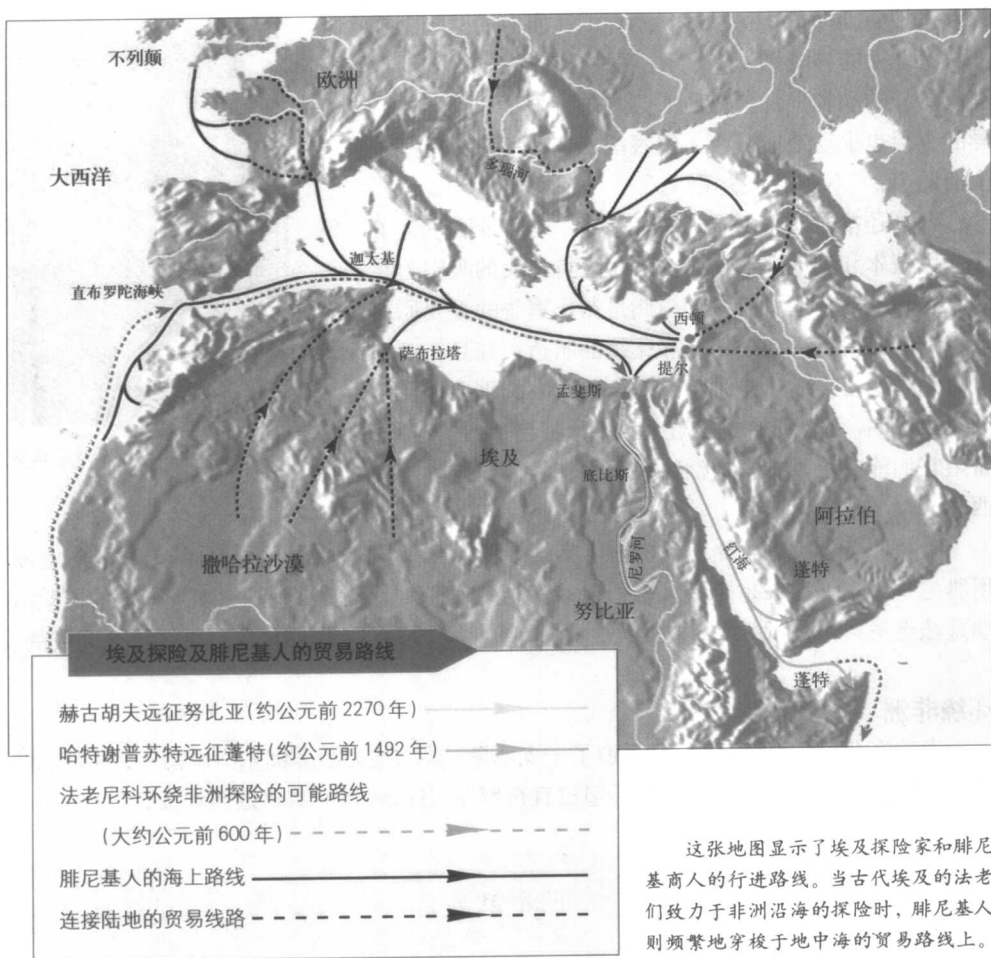 不列颠
欧洲
大西洋
多瑙河
迦太基
直布罗陀海峡
西顿
萨布拉塔
提尔
孟斐斯
埃及
底比斯
阿拉伯
尼罗河
红海
撒哈拉沙漠
蓬特
努比亚
蓬特
埃及探险及腓尼基人的贸易路线
赫古胡夫远征努比亚(约公元前2270年)
哈特谢普苏特远征蓬特(约公元前1492年)
法老尼科环绕非洲探险的可能路线
(大约公元前600年)
腓尼基人的海上路线
连接陆地的贸易线路
这张地图显示了埃及探险家和腓尼
基商人的行进路线。当古代埃及的法老
们致力于非洲沿海的探险时，腓尼基人
则频繁地穿梭于地中海的贸易路线上。